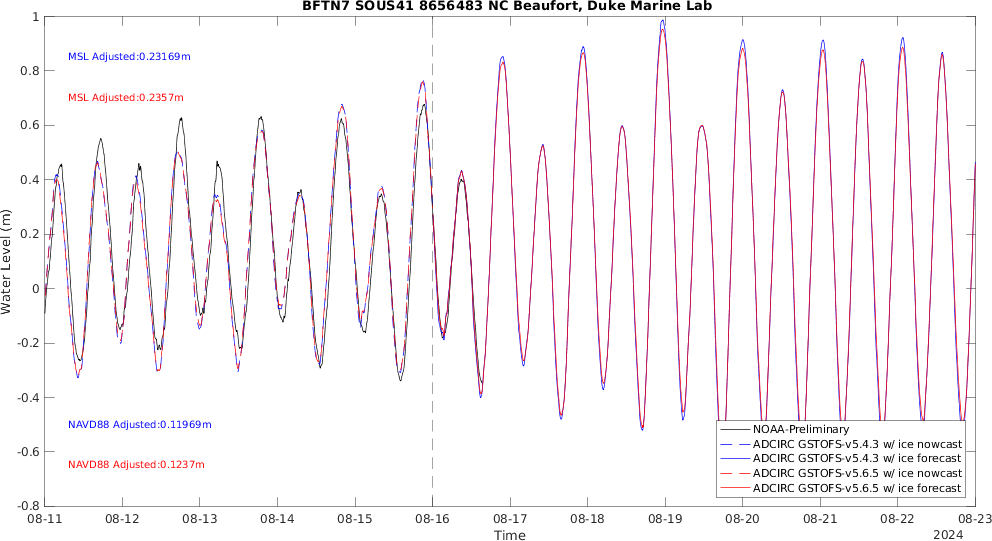 BFTN7 SOUS41 8656483 NC Beaufort, Duke Marine Lab
MSL Adjusted:0.23169m
MSL Adjusted:0.2357m
NAVD88 Adjusted:0.11969m
NAVD88 Adjusted:0.1237m
Water Level (m)
1
0.8
0.6
0.4
0.2
0
-0.2
-0.4
-0.6
-0.8
NOAA-Preliminary
ADCIRC GSTOFS-v5.4.3 w/ ice nowcast
ADCIRC GSTOFS-v5.4.3 w/ ice forecast
ADCIRC GSTOFS-v5.6.5 w/ ice nowcast
ADCIRC GSTOFS-v5.6.5 w/ ice forecast
08-11 08-12 08-13 08-14 08-15 08-16 08-17 08-18 08-19 08-20 08-21 08-22 08-23
Time
2024